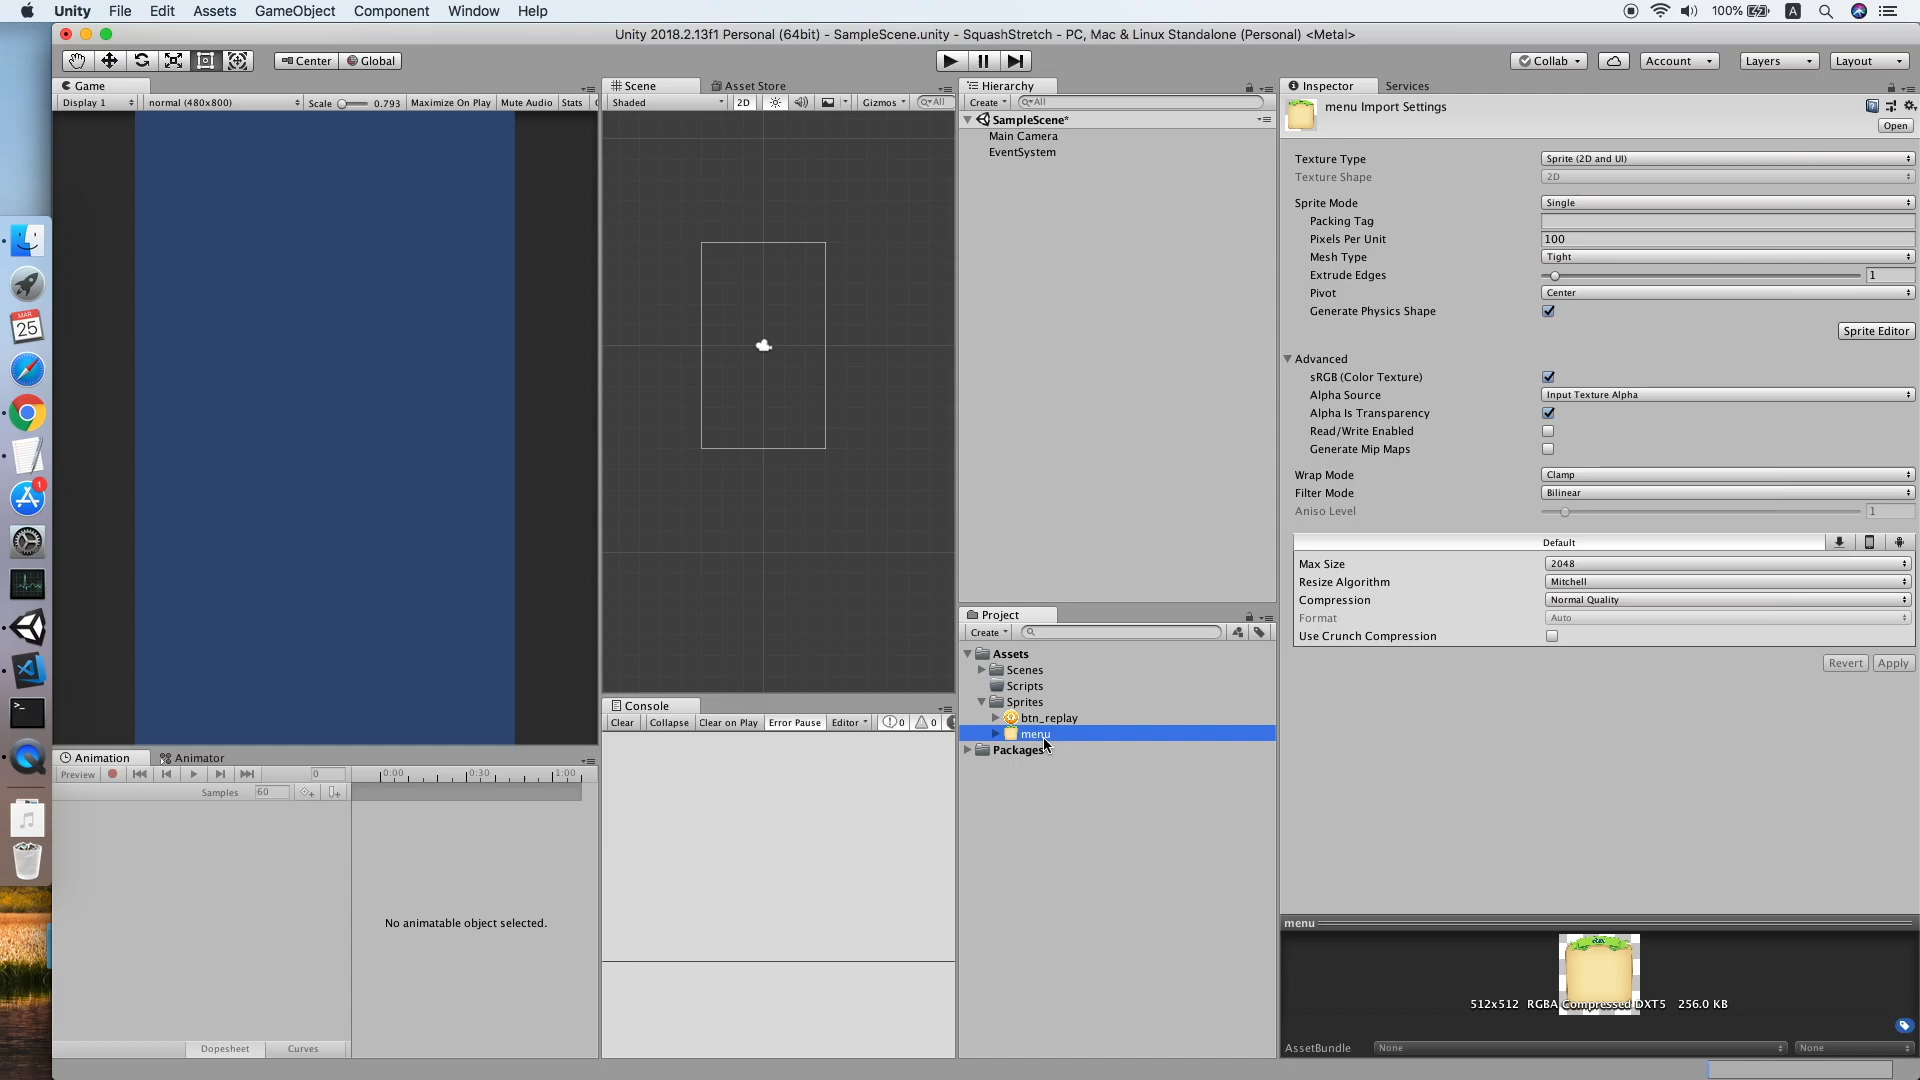 Unity File Edit Assets GameObject Component Window Help
100% A
Unity 2018.2.13f1 Personal (64bit) - SampleScene.unity - SquashStretch - PC, Mac & Linux Standalone (Personal) <Metal>
Center Global
Collab Account Layers Layout
Game
Display 1 normal (480x800) Scale 0.793 Maximize On Play Mute Audio Stats
Scene Asset Store
Shaded 2D Gizmos All
Hierarchy
Create All
SampleScene*
Main Camera
EventSystem
Inspector Services
menu Import Settings
Open
Texture Type Sprite (2D and UI)
Texture Shape 2D
Sprite Mode Single
Packing Tag
Pixels Per Unit 100
Mesh Type Tight
Extrude Edges 1
Pivot Center
Generate Physics Shape
Sprite Editor
Advanced
sRGB (Color Texture)
Alpha Source Input Texture Alpha
Alpha Is Transparency
Read/Write Enabled
Generate Mip Maps
Wrap Mode Clamp
Filter Mode Bilinear
Aniso Level 1
Default
Max Size 2048
Resize Algorithm Mitchell
Compression Normal Quality
Format Auto
Use Crunch Compression
Revert Apply
MAR
25
1
Project
Create
Assets
Scenes
Scripts
Sprites
btn_replay
menu
Packages
Console
Clear Collapse Clear on Play Error Pause Editor 0 0
Animation Animator
Preview 0 0:00 0:30 1:00
Samples 60
No animatable object selected.
Dopesheet Curves
menu
512x512 RGBA Compressed DXT5 256.0 KB
AssetBundle None None